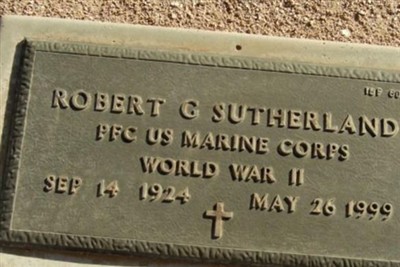 ROBERT G SUTHERLAND
PFC US MARINE CORPS
WORLD WAR II
SEP 14 1924 MAY 26 1999